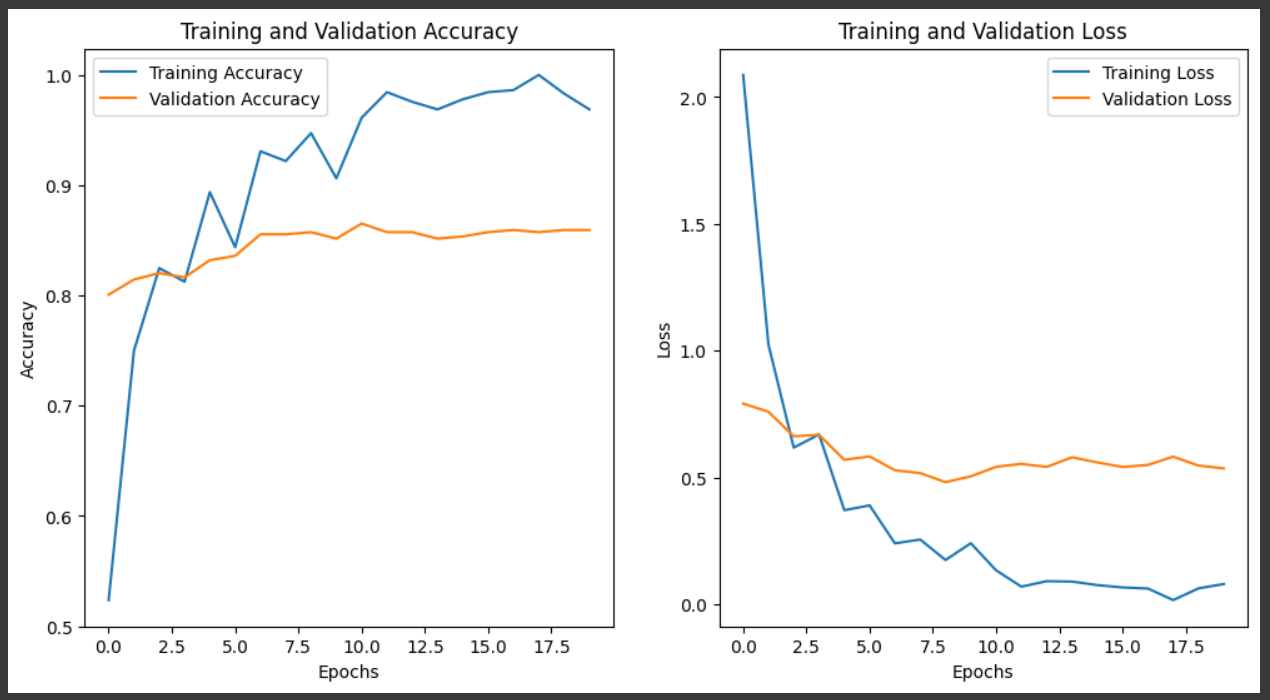 Training and Validation Accuracy
Training Accuracy
Validation Accuracy
1.0
0.9
0.8
0.7
0.6
0.5
Accuracy
0.0 2.5 5.0 7.5 10.0 12.5 15.0 17.5
Epochs
Training and Validation Loss
Training Loss
Validation Loss
2.0
1.5
1.0
0.5
0.0
Loss
0.0 2.5 5.0 7.5 10.0 12.5 15.0 17.5
Epochs